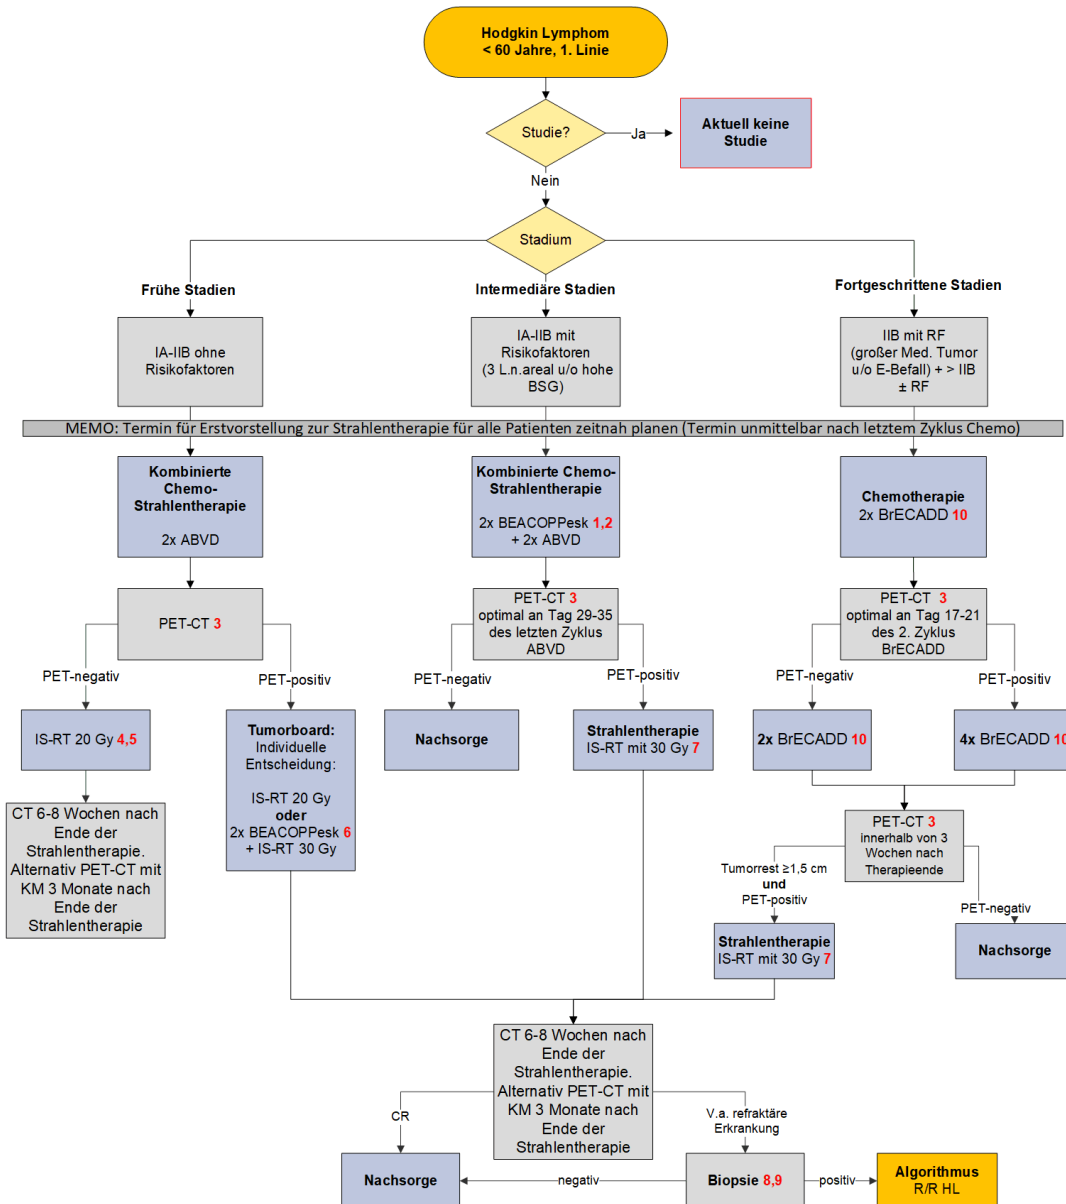 Hodgkin Lymphom
< 60 Jahre, 1. Linie
Studie?
Ja
Aktuell keine
Studie
Nein
Stadium
Frühe Stadien
Intermediäre Stadien
Fortgeschrittene Stadien
IA-IIB ohne
Risikofaktoren
IA-IIB mit
Risikofaktoren
(3 L.n.areal u/o hohe
BSG)
IIB mit RF
(großer Med. Tumor
u/o E-Befall) + > IIB
± RF
MEMO: Termin für Erstvorstellung zur Strahlentherapie für alle Patienten zeitnah planen (Termin unmittelbar nach letztem Zyklus Chemo)
Kombinierte
Chemo-
Strahlentherapie
2x ABVD
Kombinierte Chemo-
Strahlentherapie
2x BEACOPPesk 1,2
+ 2x ABVD
Chemotherapie
2x BrECADD 10
PET-CT 3
PET-CT 3
optimal an Tag 29-35
des letzten Zyklus
ABVD
PET-CT 3
optimal an Tag 17-21
des 2. Zyklus
BrECADD
PET-negativ
PET-positiv
PET-negativ
PET-positiv
PET-negativ
PET-positiv
IS-RT 20 Gy 4,5
Tumorboard:
Individuelle
Entscheidung:
IS-RT 20 Gy
oder
2x BEACOPPesk 6
+ IS-RT 30 Gy
Nachsorge
Strahlentherapie
IS-RT mit 30 Gy 7
2x BrECADD 10
4x BrECADD 10
CT 6-8 Wochen nach
Ende der
Strahlentherapie.
Alternativ PET-CT mit
KM 3 Monate nach
Ende der
Strahlentherapie
PET-CT 3
innerhalb von 3
Wochen nach
Therapieende
Tumorrest ≥1,5 cm
und
PET-positiv
PET-negativ
Strahlentherapie
IS-RT mit 30 Gy 7
Nachsorge
CT 6-8 Wochen nach
Ende der
Strahlentherapie.
Alternativ PET-CT mit
KM 3 Monate nach
Ende der
Strahlentherapie
CR
V.a. refraktäre
Erkrankung
Nachsorge
negativ
Biopsie 8,9
positiv
Algorithmus
R/R HL